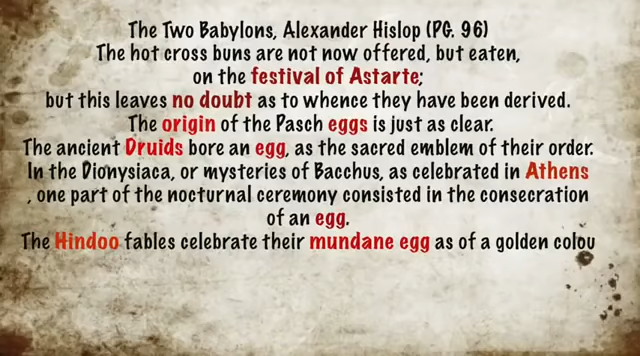 The Two Babylons, Alexander Hislop (PG. 96)
The hot cross buns are not now offered, but eaten,
on the festival of Astarte;
but this leaves no doubt as to whence they have been derived.
The origin of the Pasch eggs is just as clear.
The ancient Druids bore an egg, as the sacred emblem of their order.
In the Dionysiaca, or mysteries of Bacchus, as celebrated in Athens
, one part of the nocturnal ceremony consisted in the consecration
of an egg.
The Hindoo fables celebrate their mundane egg as of a golden colou